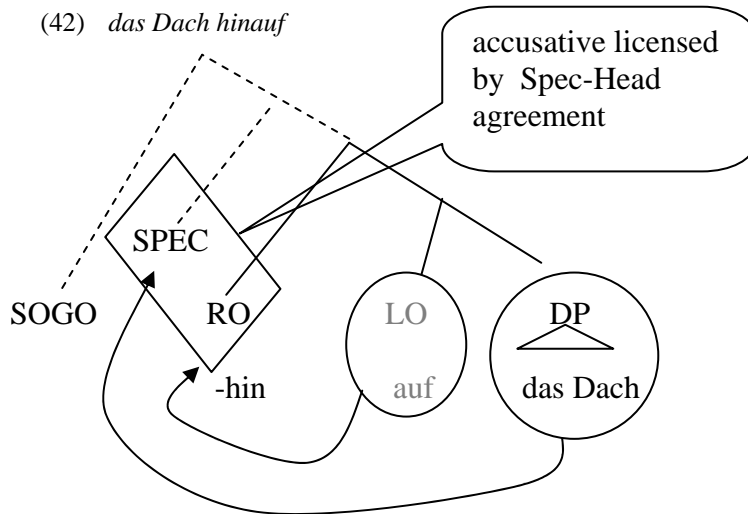 (42) das Dach hinauf
accusative licensed
by Spec-Head
agreement
SPEC
SOGO RO LO DP
-hin auf das Dach